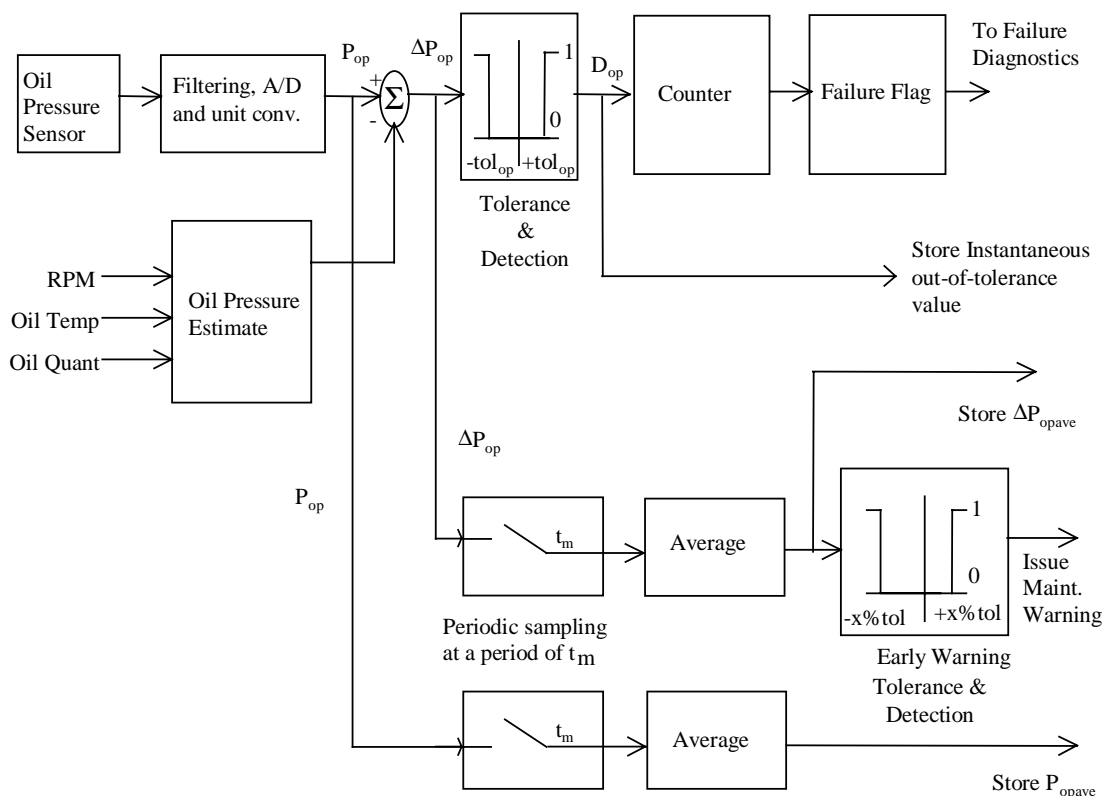 Oil
Pressure
Sensor
Filtering, A/D
and unit conv.
P_op
+
-
Σ
ΔP_op
1
0
-tol_op +tol_op
Tolerance
&
Detection
D_op
Counter
Failure Flag
To Failure
Diagnostics
RPM
Oil Temp
Oil Quant
Oil Pressure
Estimate
Store Instantaneous
out-of-tolerance
value
Store ΔP_opave
ΔP_op
P_op
t_m
Average
1
0
-x% tol +x% tol
Issue
Maint.
Warning
Periodic sampling
at a period of t_m
Early Warning
Tolerance &
Detection
t_m
Average
Store P_opave